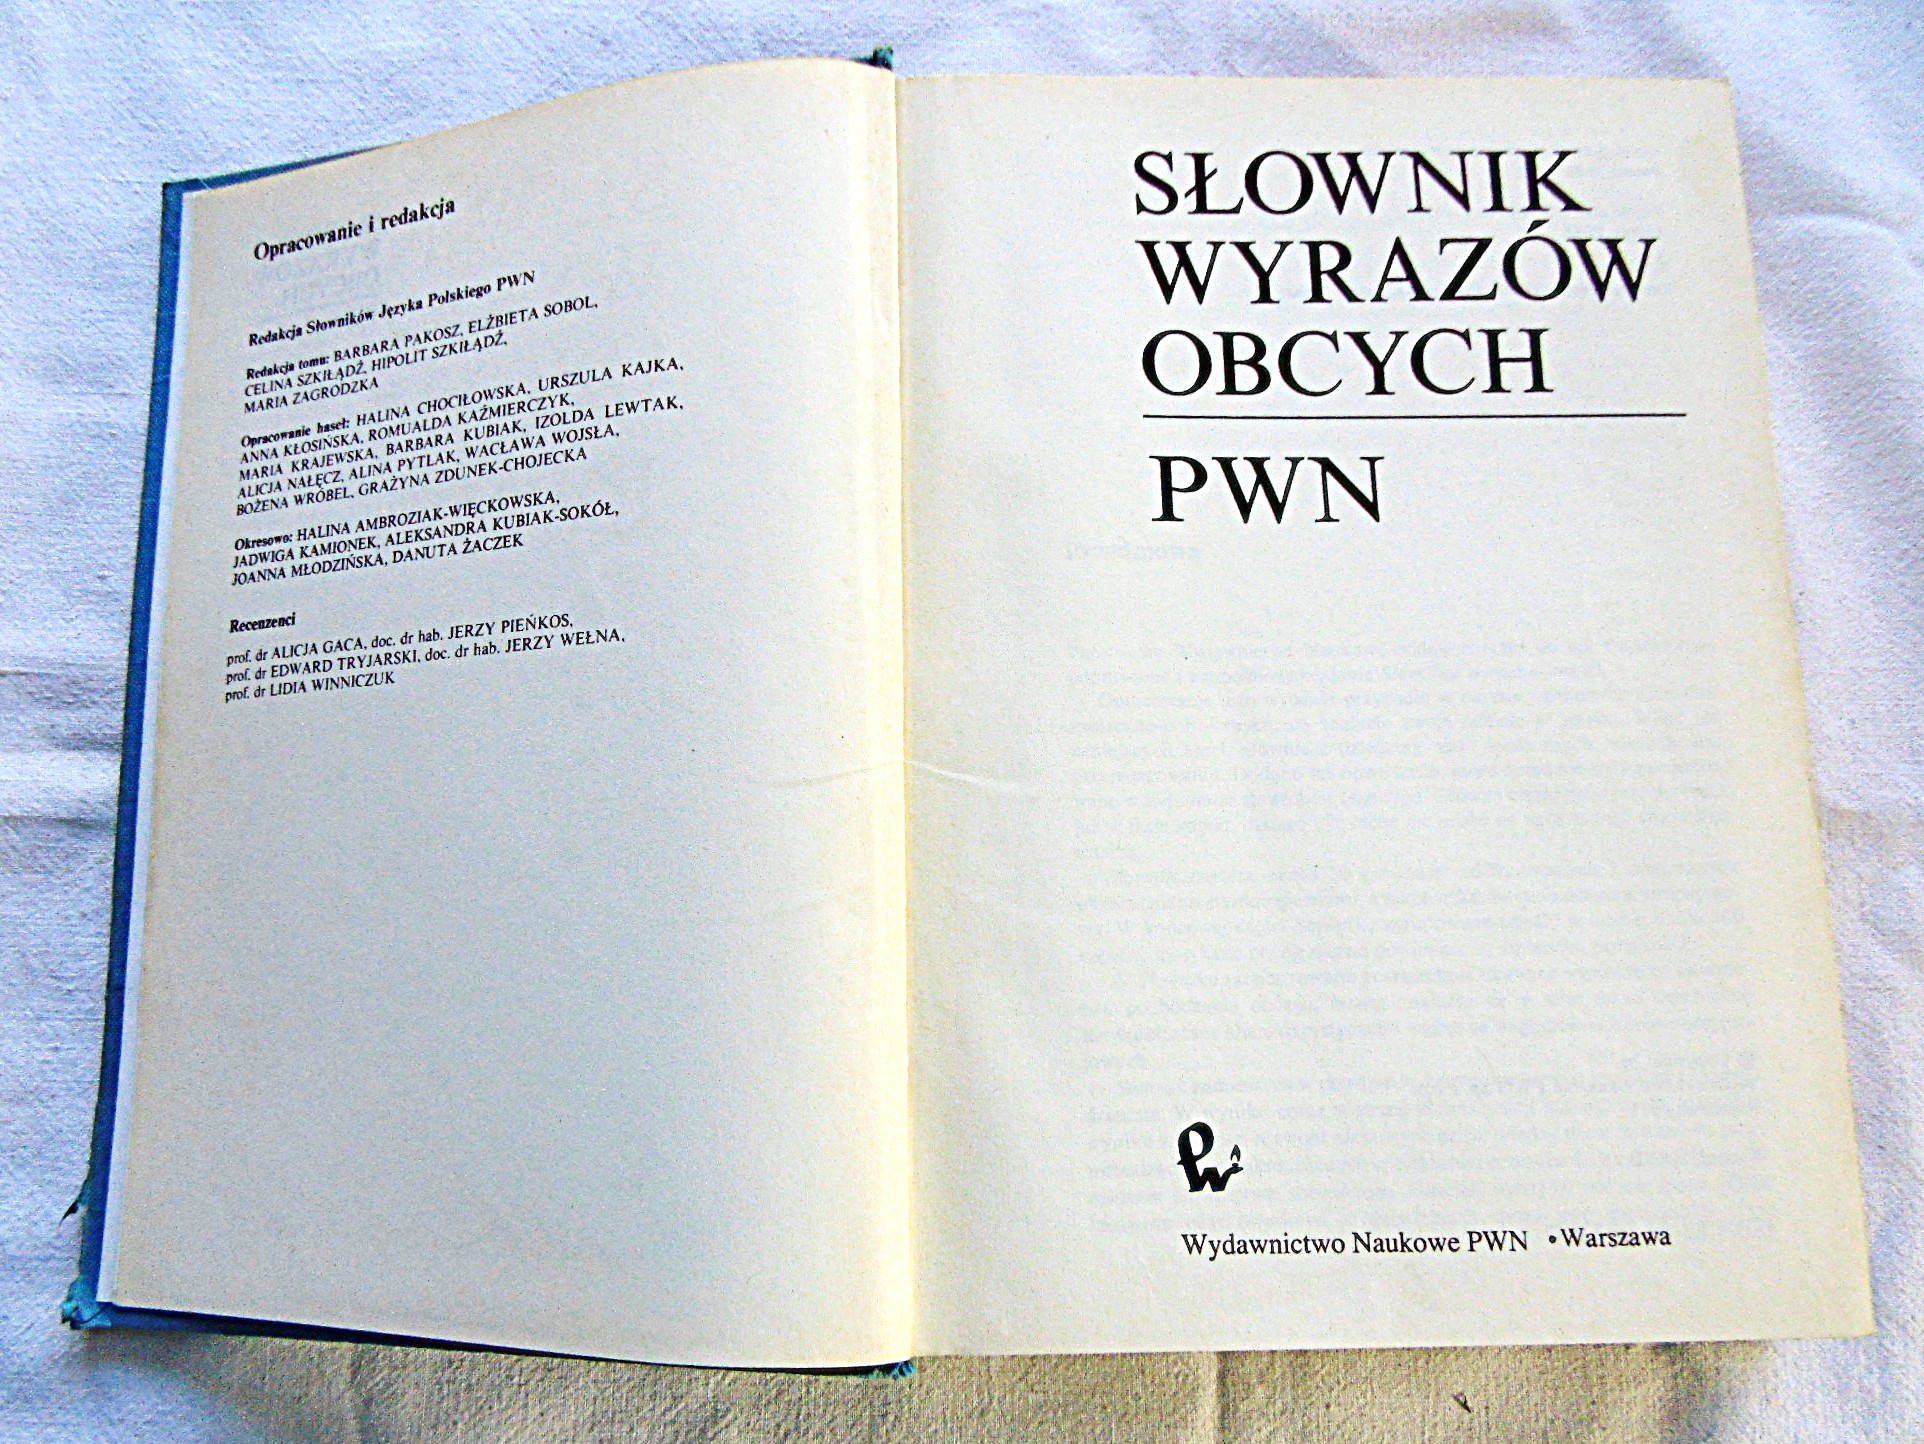 Opracowanie i redakcja
Redakcja Słowników Języka Polskiego PWN
Redakcja tomu: BARBARA PAKOSZ, ELŻBIETA SOBOL,
CELINA SZKIŁĄDŹ, HIPOLIT SZKIŁĄDŹ,
MARIA ZAGRODZKA
Opracowanie haseł: HALINA CHOCIŁOWSKA, URSZULA KAJKA,
ANNA KŁOSIŃSKA, ROMUALDA KAŹMIERCZYK,
MARIA KRAJEWSKA, BARBARA KUBIAK, IZOLDA LEWTAK,
ALICJA NAŁĘCZ, ALINA PYTLAK, WACŁAWA WOJSŁA,
BOŻENA WRÓBEL, GRAŻYNA ZDUNEK-CHOJECKA
Okresowo: HALINA AMBROZIAK-WIĘCKOWSKA,
JADWIGA KAMIONEK, ALEKSANDRA KUBIAK-SOKÓŁ,
JOANNA MŁODZIŃSKA, DANUTA ŻACZEK
Recenzenci
prof. dr ALICJA GACA, doc. dr hab. JERZY PIEŃKOS,
prof. dr EDWARD TRYJARSKI, doc. dr hab. JERZY WEŁNA,
prof. dr LIDIA WINNICZUK
SŁOWNIK
WYRAZÓW
OBCYCH
PWN
Wydawnictwo Naukowe PWN • Warszawa